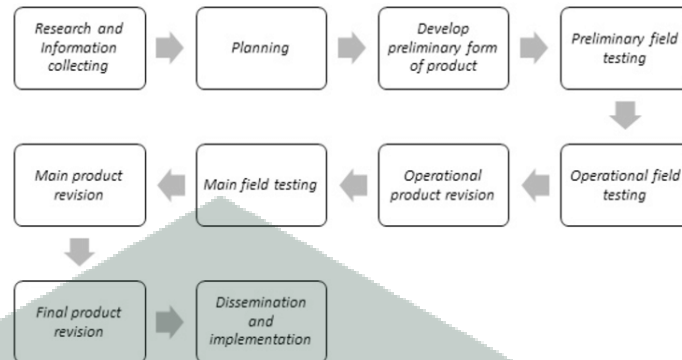 Research and
Information
collecting
Planning
Develop
preliminary form
of product
Preliminary field
testing
Operational field
testing
Operational
product revision
Main field testing
Main product
revision
Final product
revision
Dissemination
and
implementation